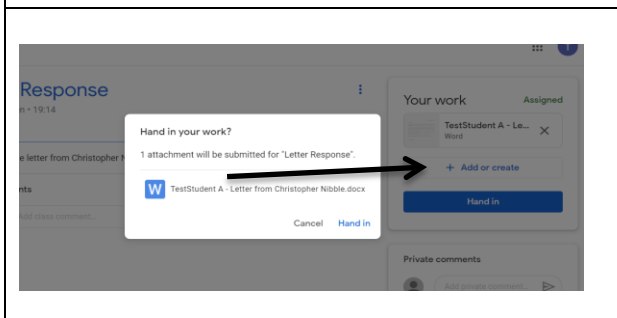 Response
19:14
Your work
Assigned
TestStudent A - Le...
Word
+ Add or create
Hand in
Hand in your work?
1 attachment will be submitted for "Letter Response".
W
TestStudent A - Letter from Christopher Nibble.docx
Cancel Hand in
e letter from Christopher
nts
Add class comment...
Private comments
Add private comment...